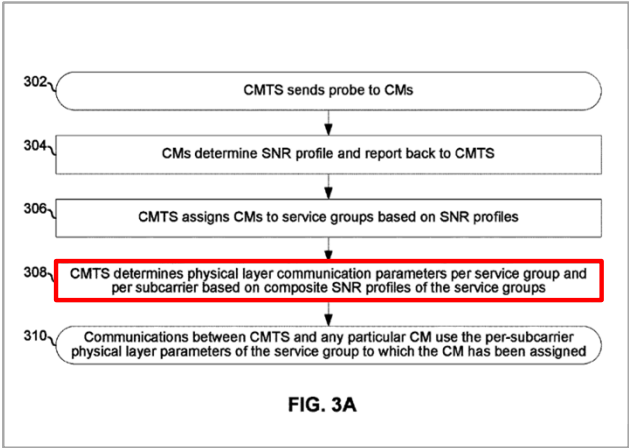 302
CMTS sends probe to CMs
304
CMs determine SNR profile and report back to CMTS
306
CMTS assigns CMs to service groups based on SNR profiles
308
CMTS determines physical layer communication parameters per service group and
per subcarrier based on composite SNR profiles of the service groups
310
Communications between CMTS and any particular CM use the per-subcarrier
physical layer parameters of the service group to which the CM has been assigned
FIG. 3A